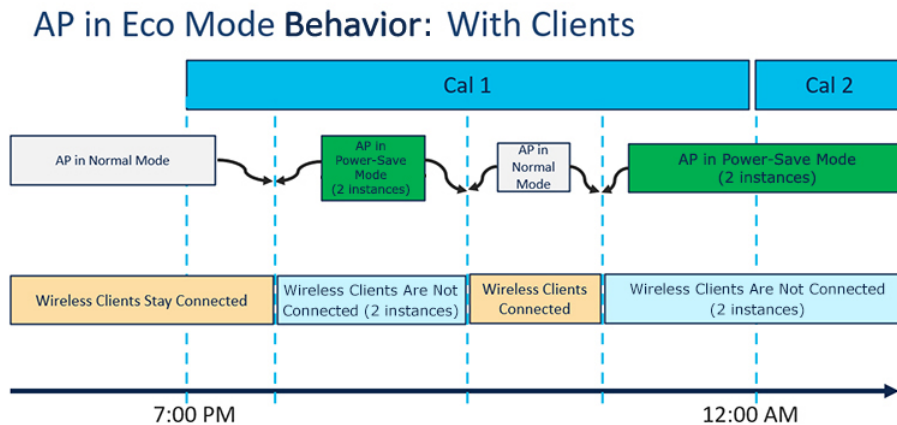 AP in Eco Mode Behavior: With Clients
Cal 1
Cal 2
AP in Normal Mode
AP in
Power-Save
Mode
(2 instances)
AP in
Normal
Mode
AP in Power-Save Mode
(2 instances)
Wireless Clients Stay Connected
Wireless Clients Are Not
Connected (2 instances)
Wireless Clients
Connected
Wireless Clients Are Not Connected
(2 instances)
7:00 PM
12:00 AM